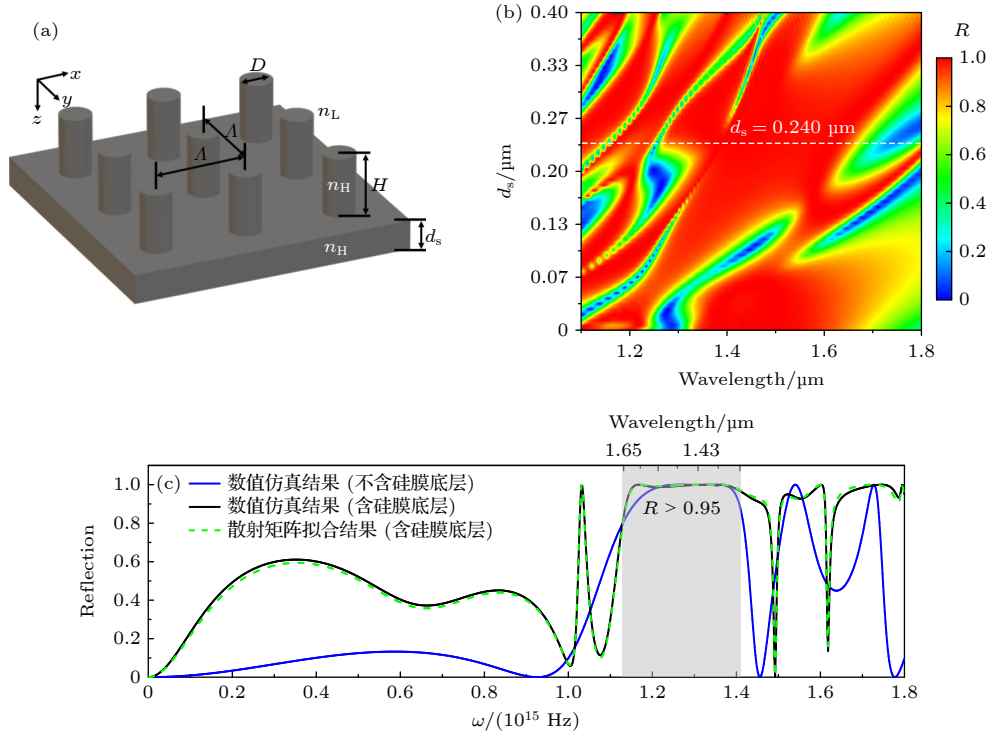 (a)
D
x
y
z
n_L
Λ
Λ
n_H
H
n_H
d_s
(b)
R
0.40
0.33
0.27
0.20
0.13
0.07
0
d_s/µm
d_s = 0.240 µm
1.2 1.4 1.6 1.8
Wavelength/µm
1.0
0.8
0.6
0.4
0.2
0
Wavelength/µm
1.65 1.43
(c)
数值仿真结果 (不含硅膜底层)
数值仿真结果 (含硅膜底层)
散射矩阵拟合结果 (含硅膜底层)
R > 0.95
1.0
0.8
0.6
0.4
0.2
0
Reflection
0 0.2 0.4 0.6 0.8 1.0 1.2 1.4 1.6 1.8
ω/(10¹⁵ Hz)